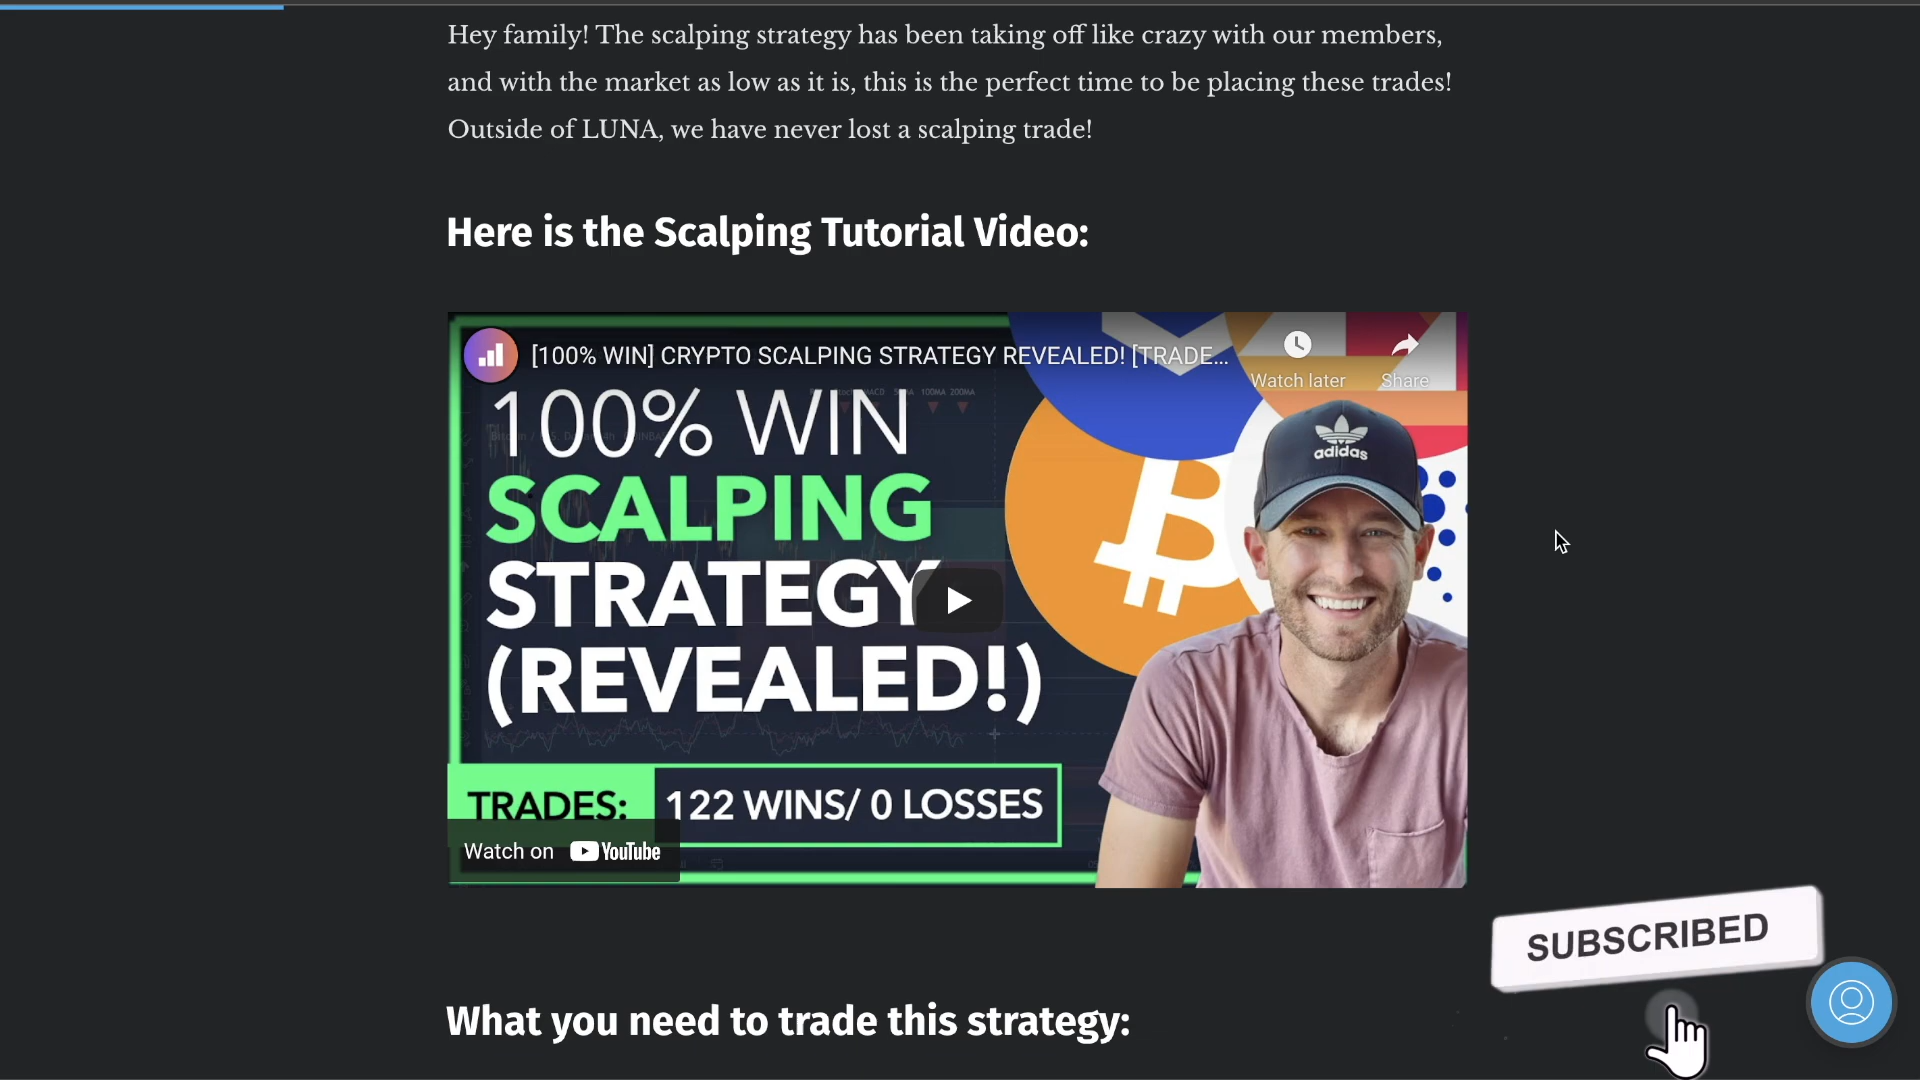 Hey family! The scalping strategy has been taking off like crazy with our members,
and with the market as low as it is, this is the perfect time to be placing these trades!
Outside of LUNA, we have never lost a scalping trade!
Here is the Scalping Tutorial Video:
[100% WIN] CRYPTO SCALPING STRATEGY REVEALED! [TRADE...
Watch later
Share
100MA 200MA
100% WIN
SCALPING
STRATEGY
(REVEALED!)
adidas
TRADES: 122 WINS/ 0 LOSSES
Watch on YouTube
SUBSCRIBED
What you need to trade this strategy: